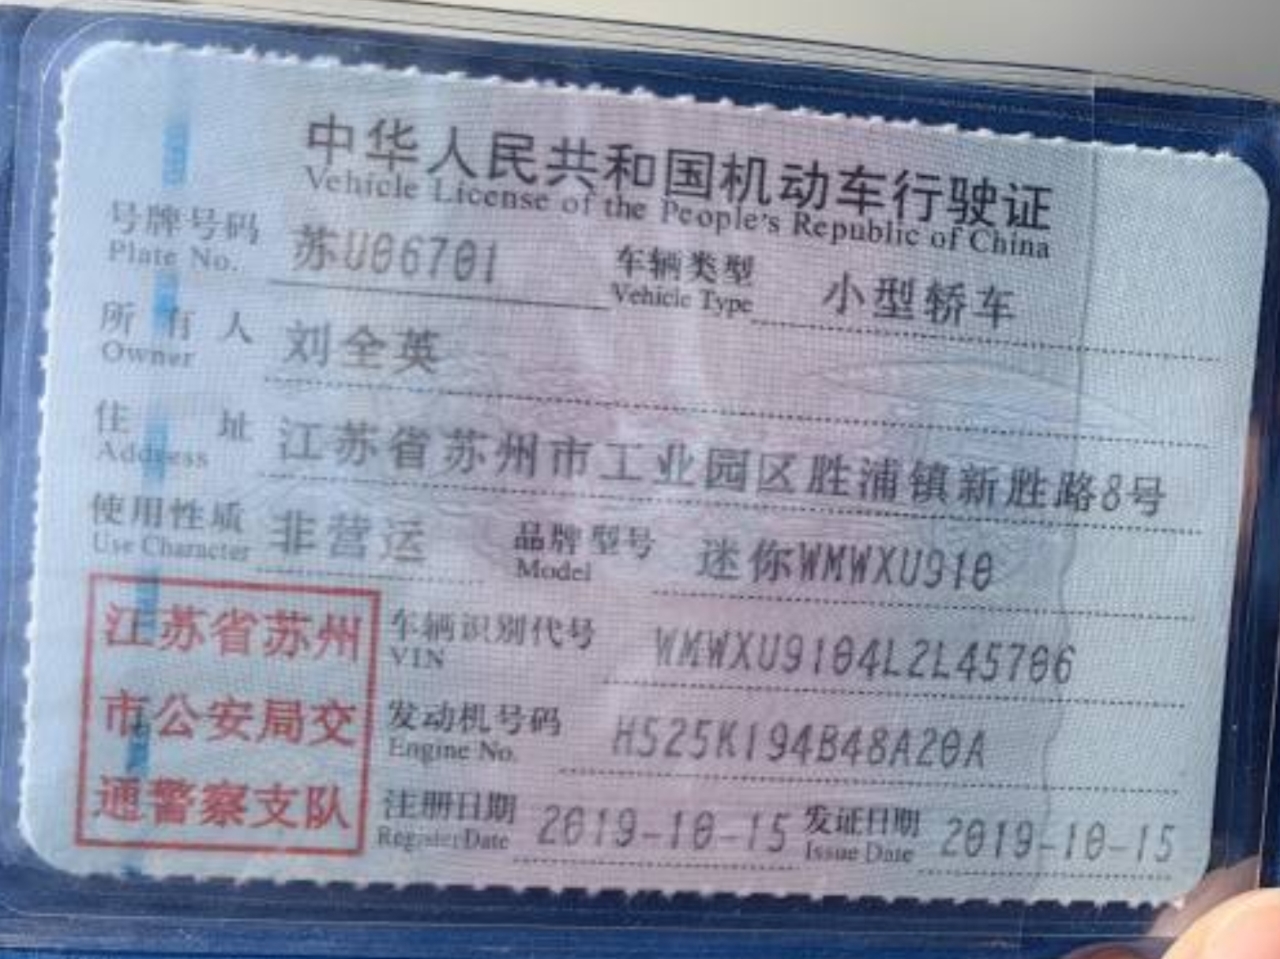 中华人民共和国机动车行驶证
Vehicle License of the People's Republic of China
号牌号码 苏U06701 车辆类型 小型轿车
Plate No. Vehicle Type
所有人 刘全英
Owner
住址 江苏省苏州市工业园区胜浦镇新胜路8号
Address
使用性质 非营运 品牌型号 迷你WMWXU910
Use Character Model
江苏省苏州
市公安局交
通警察支队
车辆识别代号 WMWXU9104L2L45706
VIN
发动机号码 H525K194B48A20A
Engine No.
注册日期 2019-10-15 发证日期 2019-10-15
Register Date Issue Date